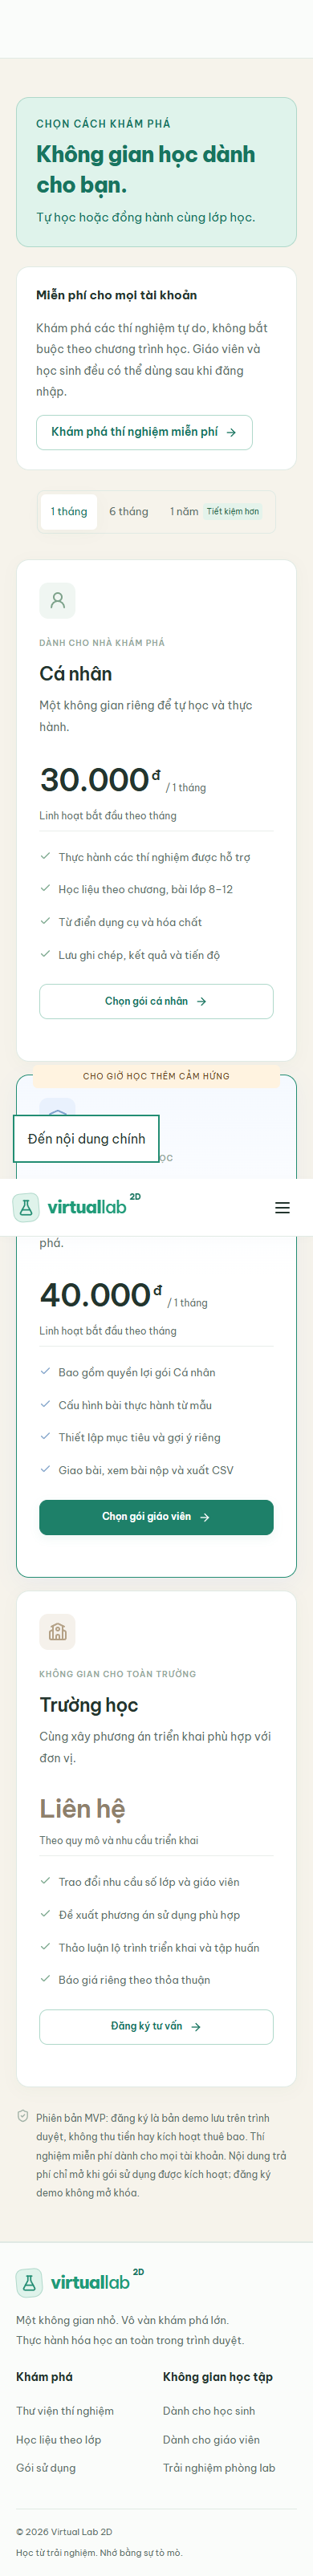 CHỌN CÁCH KHÁM PHÁ
Không gian học dành
cho bạn.
Tự học hoặc đồng hành cùng lớp học.
Miễn phí cho mọi tài khoản
Khám phá các thí nghiệm tự do, không bắt
buộc theo chương trình học. Giáo viên và
học sinh đều có thể dùng sau khi đăng
nhập.
Khám phá thí nghiệm miễn phí →
1 tháng 6 tháng 1 năm Tiết kiệm hơn
DÀNH CHO NHÀ KHÁM PHÁ
Cá nhân
Một không gian riêng để tự học và thực
hành.
30.000đ / 1 tháng
Linh hoạt bắt đầu theo tháng
Thực hành các thí nghiệm được hỗ trợ
Học liệu theo chương, bài lớp 8–12
Từ điển dụng cụ và hóa chất
Lưu ghi chép, kết quả và tiến độ
Chọn gói cá nhân →
CHO GIỜ HỌC THÊM CẢM HỨNG
Đến nội dung chính
ỌC
virtuallab 2D
phá.
40.000đ / 1 tháng
Linh hoạt bắt đầu theo tháng
Bao gồm quyền lợi gói Cá nhân
Cấu hình bài thực hành từ mẫu
Thiết lập mục tiêu và gợi ý riêng
Giao bài, xem bài nộp và xuất CSV
Chọn gói giáo viên →
KHÔNG GIAN CHO TOÀN TRƯỜNG
Trường học
Cùng xây phương án triển khai phù hợp với
đơn vị.
Liên hệ
Theo quy mô và nhu cầu triển khai
Trao đổi nhu cầu số lớp và giáo viên
Đề xuất phương án sử dụng phù hợp
Thảo luận lộ trình triển khai và tập huấn
Báo giá riêng theo thỏa thuận
Đăng ký tư vấn →
Phiên bản MVP: đăng ký là bản demo lưu trên trình
duyệt, không thu tiền hay kích hoạt thuê bao. Thí
nghiệm miễn phí dành cho mọi tài khoản. Nội dung trả
phí chỉ mở khi gói sử dụng được kích hoạt; đăng ký
demo không mở khóa.
virtuallab 2D
Một không gian nhỏ. Vô vàn khám phá lớn.
Thực hành hóa học an toàn trong trình duyệt.
Khám phá Không gian học tập
Thư viện thí nghiệm Dành cho học sinh
Học liệu theo lớp Dành cho giáo viên
Gói sử dụng Trải nghiệm phòng lab
© 2026 Virtual Lab 2D
Học từ trải nghiệm. Nhớ bằng sự tò mò.